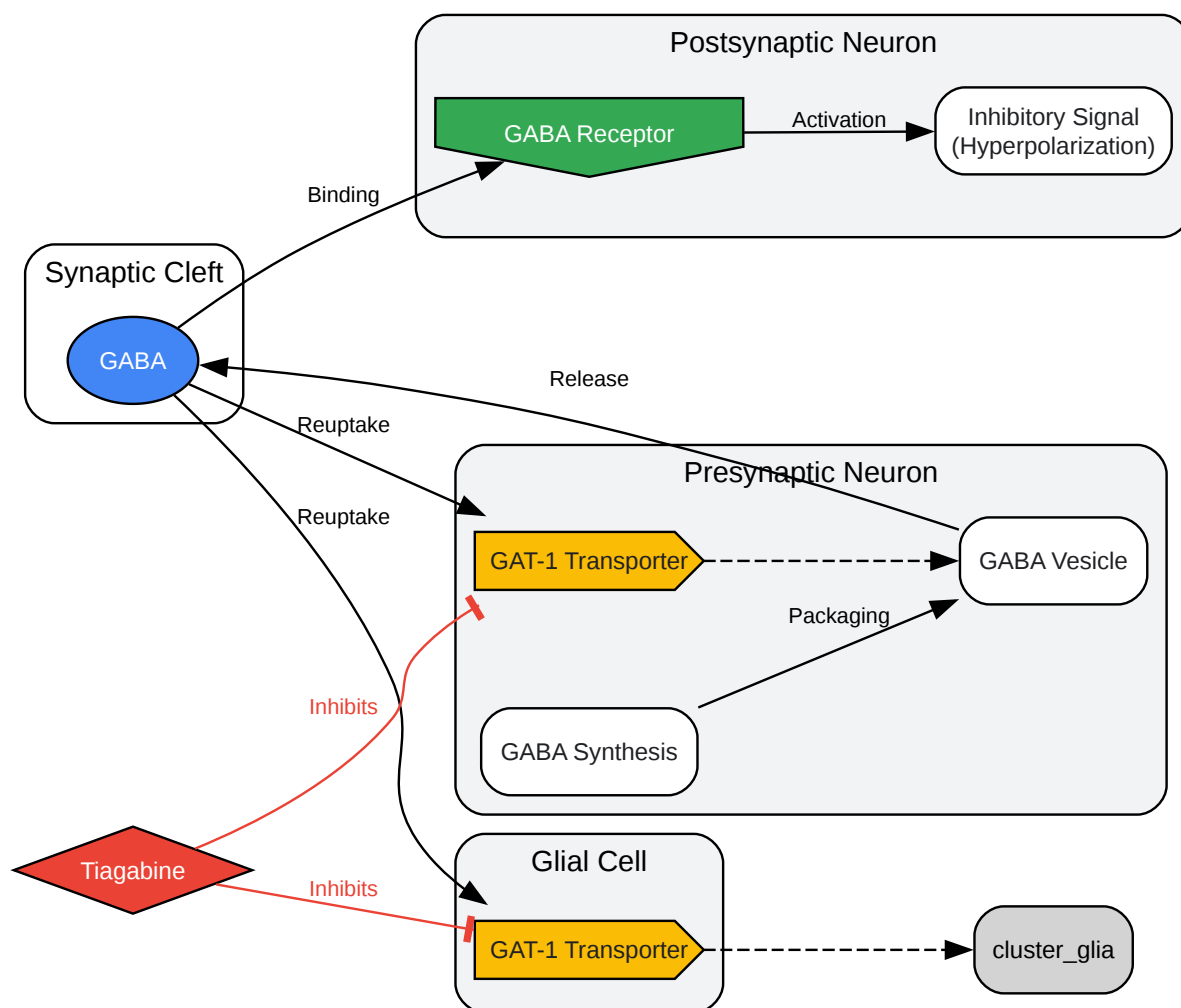 Postsynaptic Neuron
GABA Receptor
Activation
Inhibitory Signal
(Hyperpolarization)
Binding
Synaptic Cleft
GABA
Release
Reuptake
Presynaptic Neuron
Reuptake
GAT-1 Transporter
GABA Vesicle
Packaging
Inhibits
GABA Synthesis
Tiagabine
Glial Cell
Inhibits
GAT-1 Transporter
cluster_glia